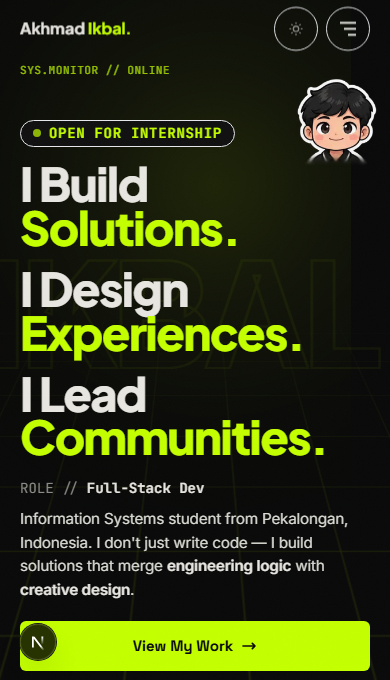 Akhmad Ikbal.
SYS.MONITOR // ONLINE
OPEN FOR INTERNSHIP
I Build
Solutions.
IKBAL
I Design
Experiences.
I Lead
Communities.
ROLE // Full-Stack Dev
Information Systems student from Pekalongan,
Indonesia. I don't just write code — I build
solutions that merge engineering logic with
creative design.
N
View My Work →